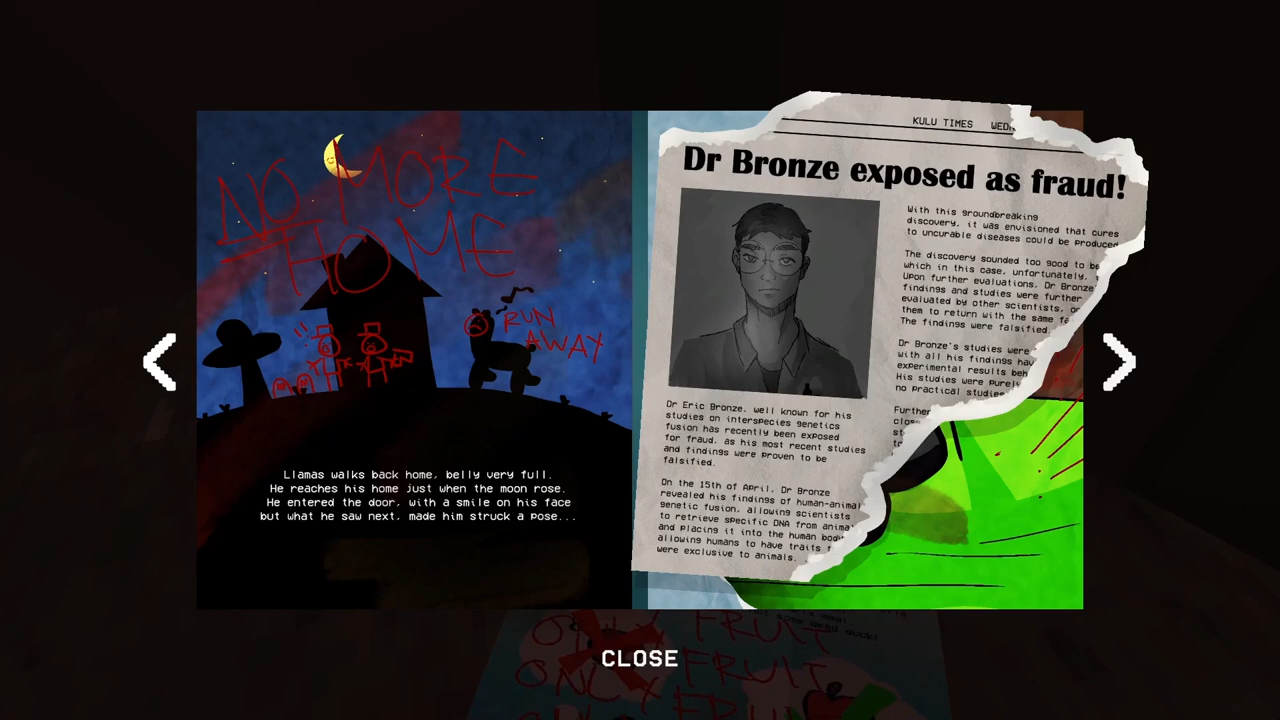 NO MORE
HOME
RUN
AWAY
Llamas walks back home, belly very full.
He reaches his home just when the moon rose.
He entered the door, with a smile on his face
but what he saw next, made him struck a pose...
KULU TIMES
Dr Bronze exposed as fraud!
Dr Eric Bronze, well known for his
studies on interspecies genetics
fusion has recently been exposed
for fraud, as his most recent studies
and findings were proven to be
falsified.
On the 15th of April, Dr Bronze
revealed his findings of human-animal
genetic fusion, allowing scientists
to retrieve specific DNA from
and placing it into the human
allowing humans to have traits
were exclusive to animals.
With this groundbreaking
discovery, it was envisioned that cures
to uncurable diseases could be produced
The discovery sounded too good to be
which in this case, unfortunately,
Upon further evaluations, Dr Bronze
findings and studies were further
evaluated by other scientists,
them to return with the same
The findings were falsified.
Dr Bronze's studies were
with all his findings
experimental results
His studies were purely
no practical studies
ONLY FRUIT
ONLY FRUIT
CLOSE